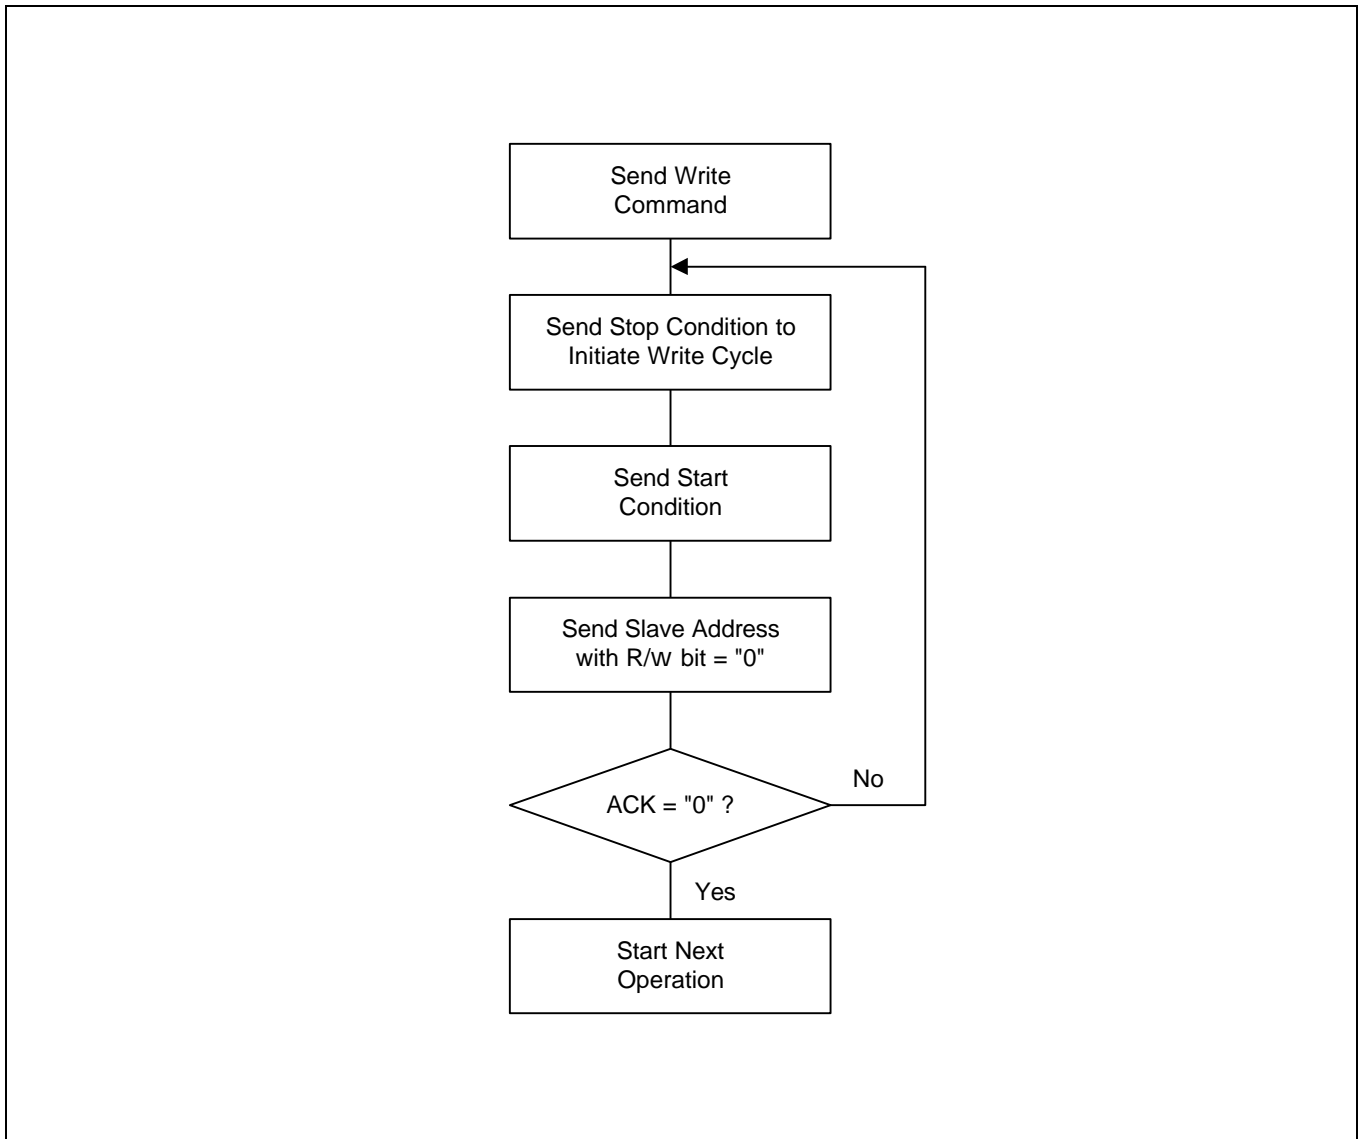 Send Write
Command
Send Stop Condition to
Initiate Write Cycle
Send Start
Condition
Send Slave Address
with R/w bit = "0"
ACK = "0" ?
No
Yes
Start Next
Operation